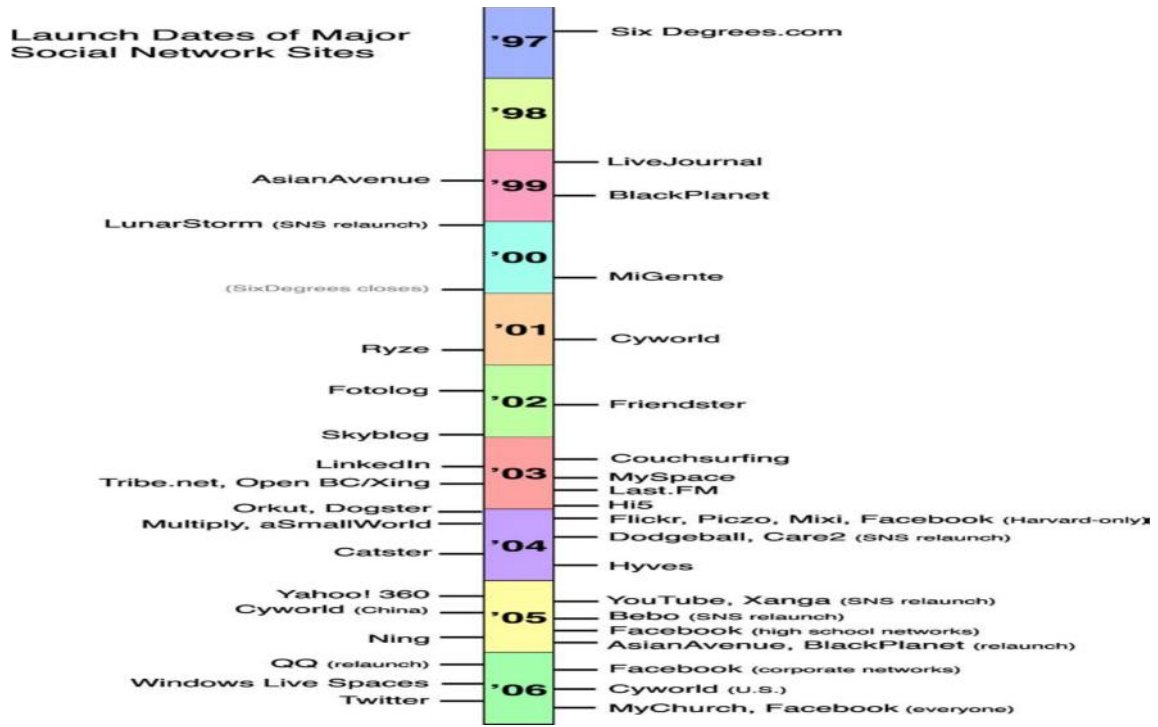 Launch Dates of Major
Social Network Sites
'97
Six Degrees.com
'98
'99
LiveJournal
AsianAvenue
BlackPlanet
'00
LunarStorm (SNS relaunch)
MiGente
(SixDegrees closes)
'01
Cyworld
Ryze
'02
Fotolog
Friendster
Skyblog
'03
Couchsurfing
LinkedIn
MySpace
Tribe.net, Open BC/Xing
Last.FM
Hi5
'04
Orkut, Dogster
Flickr, Piczo, Mixi, Facebook (Harvard-only)
Multiply, aSmallWorld
Dodgeball, Care2 (SNS relaunch)
Catster
Hyves
'05
Yahoo! 360
YouTube, Xanga (SNS relaunch)
Cyworld (China)
Bebo (SNS relaunch)
Facebook (high school networks)
Ning
AsianAvenue, BlackPlanet (relaunch)
'06
QQ (relaunch)
Facebook (corporate networks)
Windows Live Spaces
Cyworld (U.S.)
Twitter
MyChurch, Facebook (everyone)